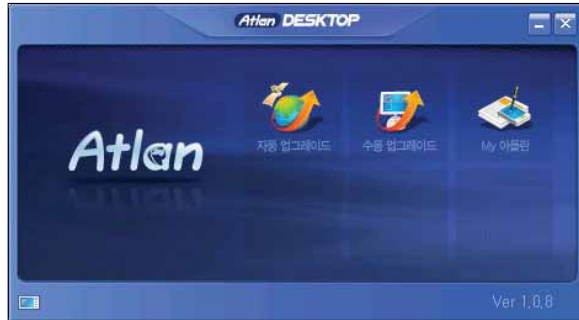 Atlan DESKTOP
Atlan
자동 업그레이드
수동 업그레이드
My 아틀란
Ver 1.0.8